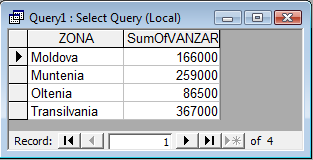 Query1 : Select Query (Local)
ZONA SumOfVANZAR
Moldova 166000
Muntenia 259000
Oltenia 86500
Transilvania 367000
Record: 1 of 4